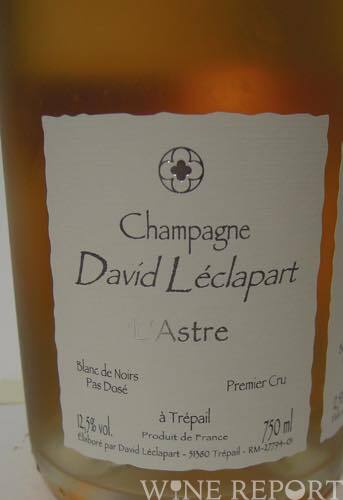 Champagne
David Léclapart
L'Astre
Blanc de Noirs
Pas Dosé
Premier Cru
12,5% vol.
à Trépail
750 ml
Produit de France
Élaboré par David Léclapart - 51380 Trépail - RM-27794-01
WINE REPORT